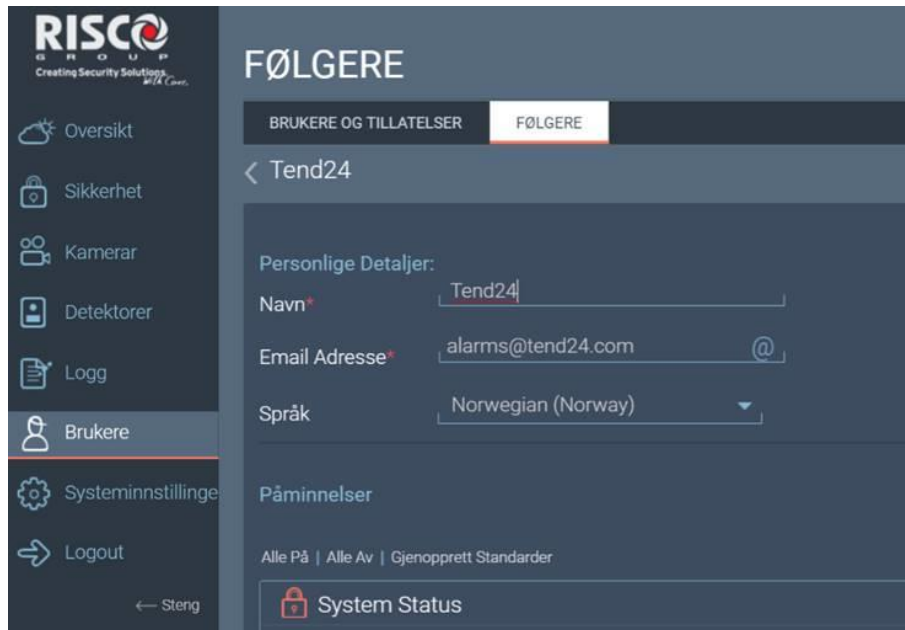 RISCO
GROUP
Creating Security Solutions
With Care.
Oversikt
Sikkerhet
Kamerar
Detektorer
Logg
Brukere
Systeminnstillinge
Logout
← Steng
FØLGERE
BRUKERE OG TILLATELSER FØLGERE
Tend24
Personlige Detaljer:
Navn* Tend24
Email Adresse* alarms@tend24.com @
Språk Norwegian (Norway)
Påminnelser
Alle På | Alle Av | Gjenopprett Standarder
System Status